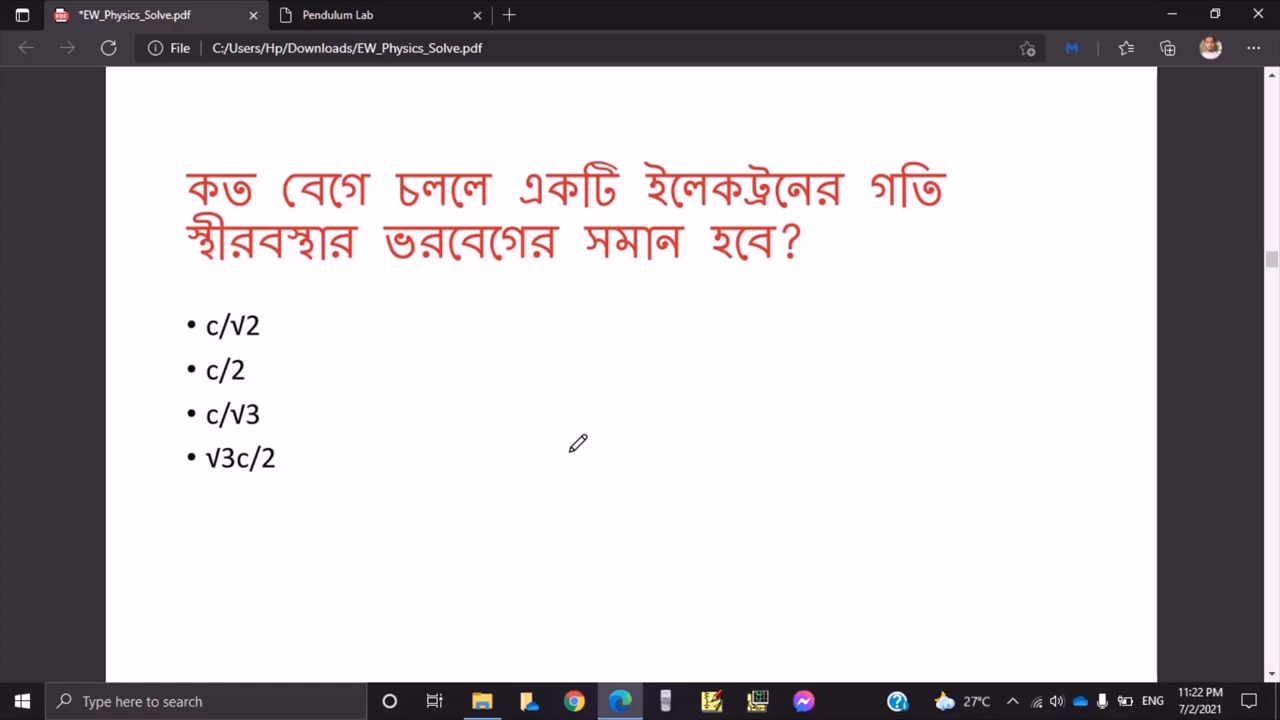 *EW_Physics_Solve.pdf
Pendulum Lab
File
C:/Users/Hp/Downloads/EW_Physics_Solve.pdf
কত বেগে চললে একটি ইলেকট্রনের গতি
স্থীরবস্থার ভরবেগের সমান হবে?
• c/√2
• c/2
• c/√3
• √3c/2
Type here to search
27°C
ENG
11:22 PM
7/2/2021